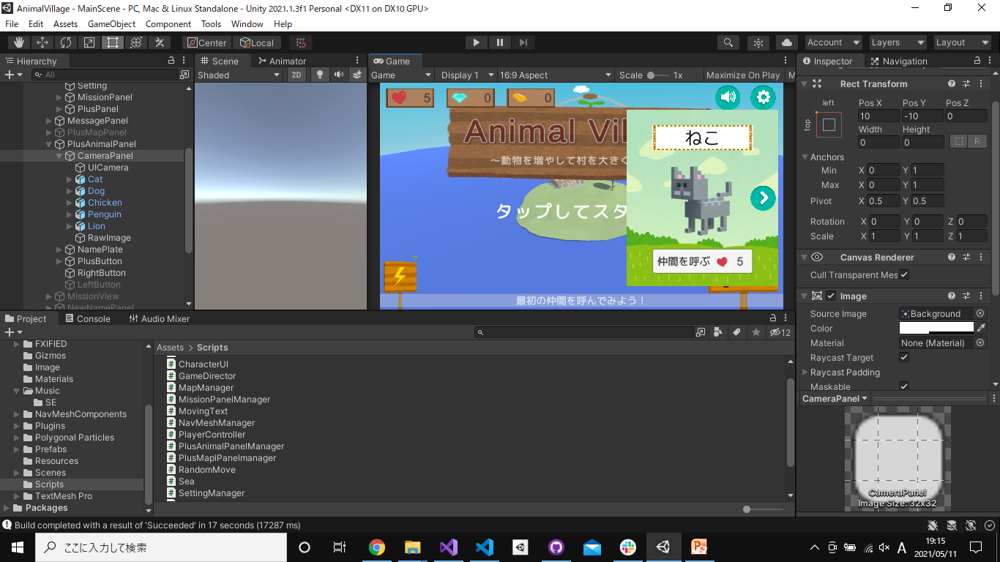 AnimalVillage - MainScene - PC, Mac & Linux Standalone - Unity 2021.1.3f1 Personal <DX11 on DX10 GPU>
File Edit Assets GameObject Component Tools Window Help
Center Local Account Layers Layout
Hierarchy
All
Setting
MissionPanel
PlusPanel
MessagePanel
PlusMapPanel
PlusAnimalPanel
CameraPanel
UICamera
Cat
Dog
Chicken
Penguin
Lion
RawImage
NamePlate
PlusButton
RightButton
LeftButton
MissionView
NewNamePanel
Scene Animator
Shaded 2D
Game
Game Display 1 16:9 Aspect Scale 1x Maximize On Play M
5 0 0
Animal Vil
～動物を増やして村を大きく
タップしてスタ
ねこ
仲間を呼ぶ 5
最初の仲間を呼んでみよう！
Inspector Navigation
Rect Transform
left Pos X Pos Y Pos Z
top 10 -10 0
Width Height
0 0 R
Anchors
Min X 0 Y 1
Max X 0 Y 1
Pivot X 0.5 Y 0.5
Rotation X 0 Y 0 Z 0
Scale X 1 Y 1 Z 1
Canvas Renderer
Cull Transparent Mes
Image
Source Image Background
Color
Material None (Material)
Raycast Target
Raycast Padding
Maskable
CameraPanel
CameraPanel
Image Size: 32x32
Project Console Audio Mixer
12
FXIFIED
Gizmos
Image
Materials
Music
SE
NavMeshComponents
Plugins
Polygonal Particles
Prefabs
Resources
Scenes
Scripts
TextMesh Pro
Packages
Assets > Scripts
CharacterUI
GameDirector
MapManager
MissionPanelManager
MovingText
NavMeshManager
PlayerController
PlusAnimalPanelManager
PlusMaplPanelmanager
RandomMove
Sea
SettingManager
Build completed with a result of 'Succeeded' in 17 seconds (17287 ms)
ここに入力して検索
A
19:15
2021/05/11